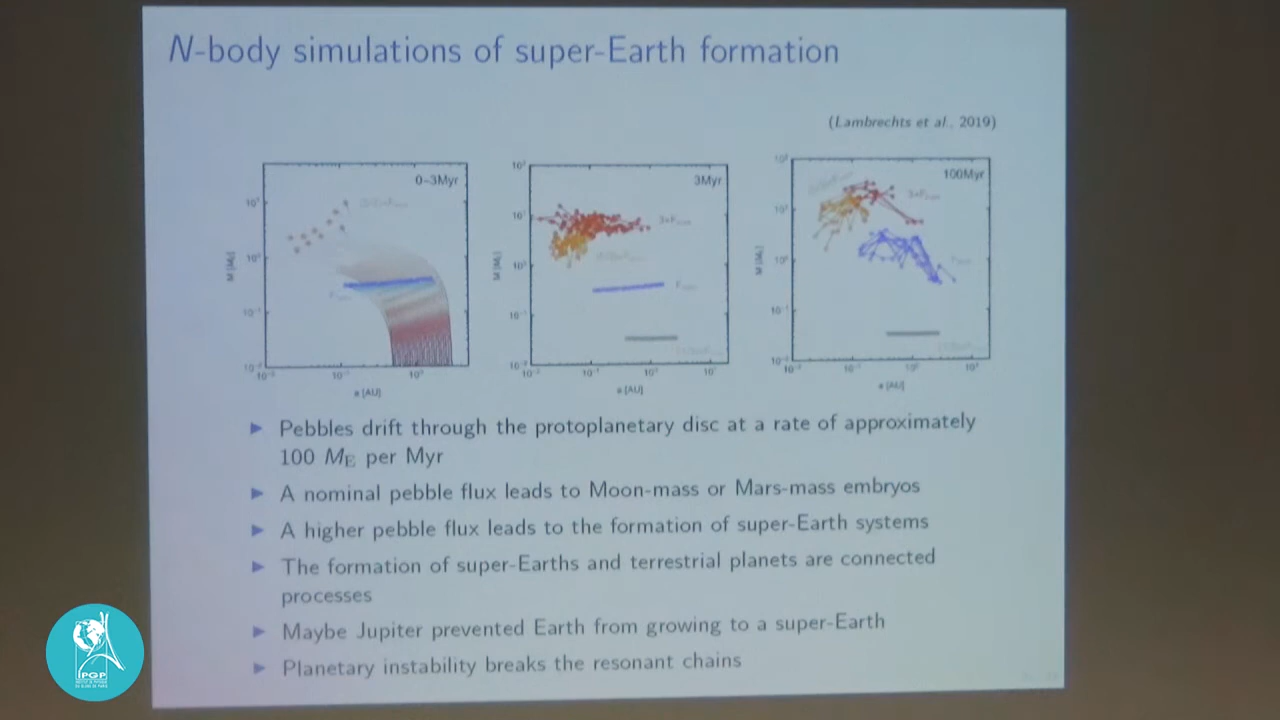 N-body simulations of super-Earth formation
(Lambrechts et al., 2019)
0-3Myr
3Myr
100Myr
a [AU]
a [AU]
a [AU]
► Pebbles drift through the protoplanetary disc at a rate of approximately
100 ME per Myr
► A nominal pebble flux leads to Moon-mass or Mars-mass embryos
► A higher pebble flux leads to the formation of super-Earth systems
► The formation of super-Earths and terrestrial planets are connected
processes
► Maybe Jupiter prevented Earth from growing to a super-Earth
► Planetary instability breaks the resonant chains
IPGP